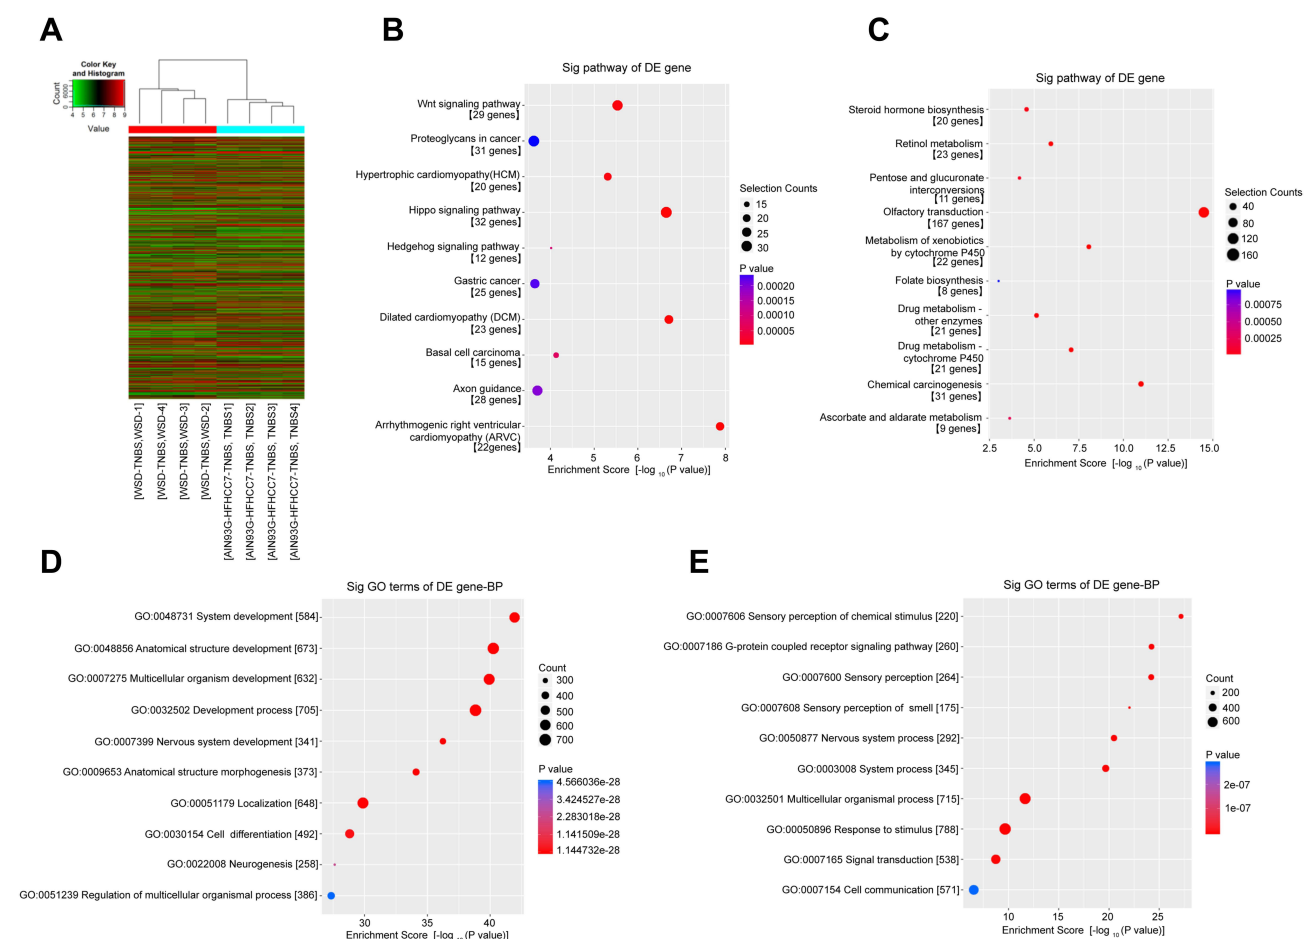 A
Color Key
and Histogram
Count
0 6000
4 5 6 7 8 9
Value
[WSD-TNBS,WSD-1]
[WSD-TNBS,WSD-4]
[WSD-TNBS,WSD-3]
[WSD-TNBS,WSD-2]
[AIN93G-HFHCC7-TNBS, TNBS1)
[AIN93G-HFHCC7-TNBS, TNBS2]
[AIN93G-HFHCC7-TNBS, TNBS3]
[AIN93G-HFHCC7-TNBS, TNBS4]
B
Sig pathway of DE gene
Wnt signaling pathway
【29 genes】
Proteoglycans in cancer
【31 genes】
Hypertrophic cardiomyopathy(HCM)
【20 genes】
Hippo signaling pathway
【32 genes】
Hedgehog signaling pathway
【12 genes】
Gastric cancer
【25 genes】
Dilated cardiomyopathy (DCM)
【23 genes】
Basal cell carcinoma
【15 genes】
Axon guidance
【28 genes】
Arrhythmogenic right ventricular
cardiomyopathy (ARVC)
【22genes】
4 5 6 7 8
Enrichment Score [-log 10 (P value)]
Selection Counts
15
20
25
30
P value
0.00020
0.00015
0.00010
0.00005
C
Sig pathway of DE gene
Steroid hormone biosynthesis
【20 genes】
Retinol metabolism
【23 genes】
Pentose and glucuronate
interconversions
【11 genes】
Olfactory transduction
【167 genes】
Metabolism of xenobiotics
by cytochrome P450
【22 genes】
Folate biosynthesis
【8 genes】
Drug metabolism -
other enzymes
【21 genes】
Drug metabolism -
cytochrome P450
【21 genes】
Chemical carcinogenesis
【31 genes】
Ascorbate and aldarate metabolism
【9 genes】
2.5 5.0 7.5 10.0 12.5 15.0
Enrichment Score [-log 10 (P value)]
Selection Counts
40
80
120
160
P value
0.00075
0.00050
0.00025
D
Sig GO terms of DE gene-BP
GO:0048731 System development [584]
GO:0048856 Anatomical structure development [673]
GO:0007275 Multicellular organism development [632]
GO:0032502 Development process [705]
GO:0007399 Nervous system development [341]
GO:0009653 Anatomical structure morphogenesis [373]
GO:00051179 Localization [648]
GO:0030154 Cell differentiation [492]
GO:0022008 Neurogenesis [258]
GO:0051239 Regulation of multicellular organismal process [386]
30 35 40
Enrichment Score [-log 10 (P value)]
Count
300
400
500
600
700
P value
4.566036e-28
3.424527e-28
2.283018e-28
1.141509e-28
1.144732e-28
E
Sig GO terms of DE gene-BP
GO:0007606 Sensory perception of chemical stimulus [220]
GO:0007186 G-protein coupled receptor signaling pathway [260]
GO:0007600 Sensory perception [264]
GO:0007608 Sensory perception of smell [175]
GO:0050877 Nervous system process [292]
GO:0003008 System process [345]
GO:0032501 Multicellular organismal process [715]
GO:00050896 Response to stimulus [788]
GO:0007165 Signal transduction [538]
GO:0007154 Cell communication [571]
10 15 20 25
Enrichment Score [-log 10 (P value)]
Count
200
400
600
P value
2e-07
1e-07